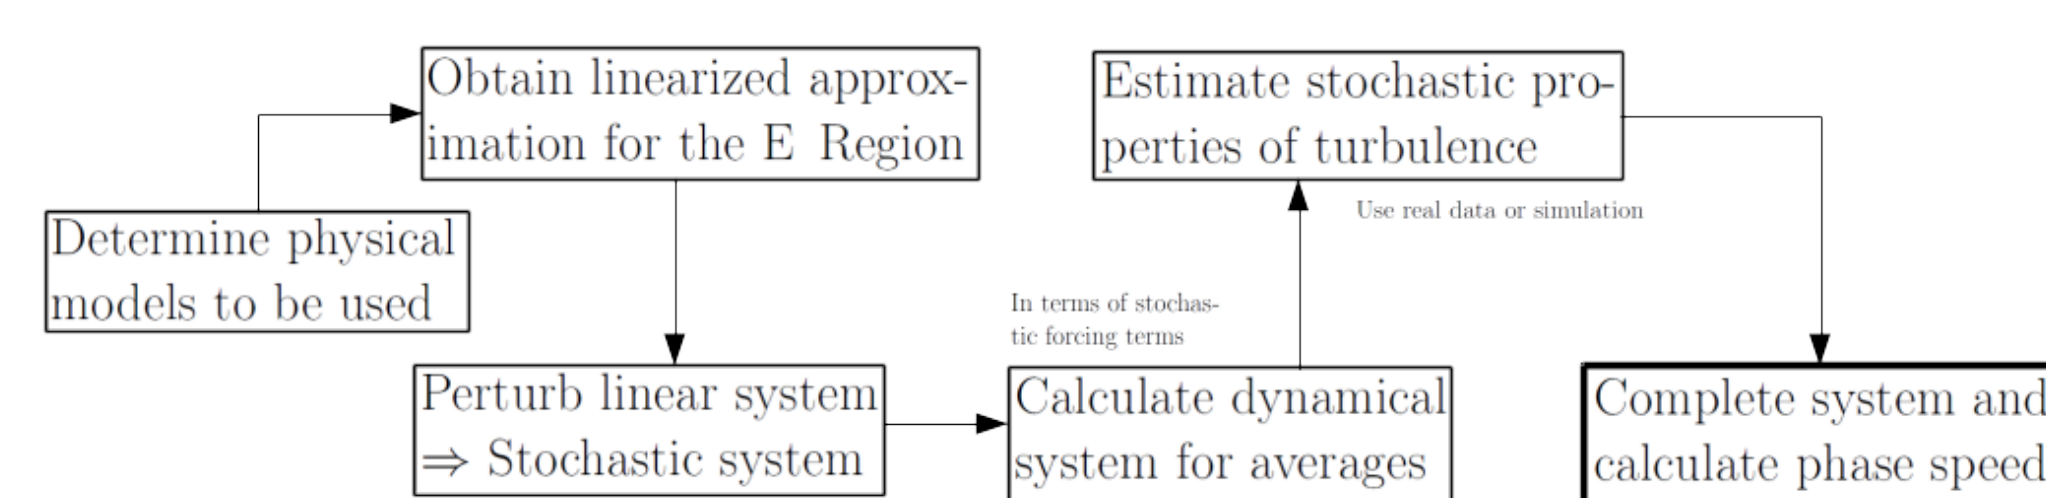 Obtain linearized approx-
imation for the E Region
Estimate stochastic pro-
perties of turbulence
Use real data or simulation
Determine physical
models to be used
In terms of stochas-
tic forcing terms
Perturb linear system
⇒ Stochastic system
Calculate dynamical
system for averages
Complete system and
calculate phase speed